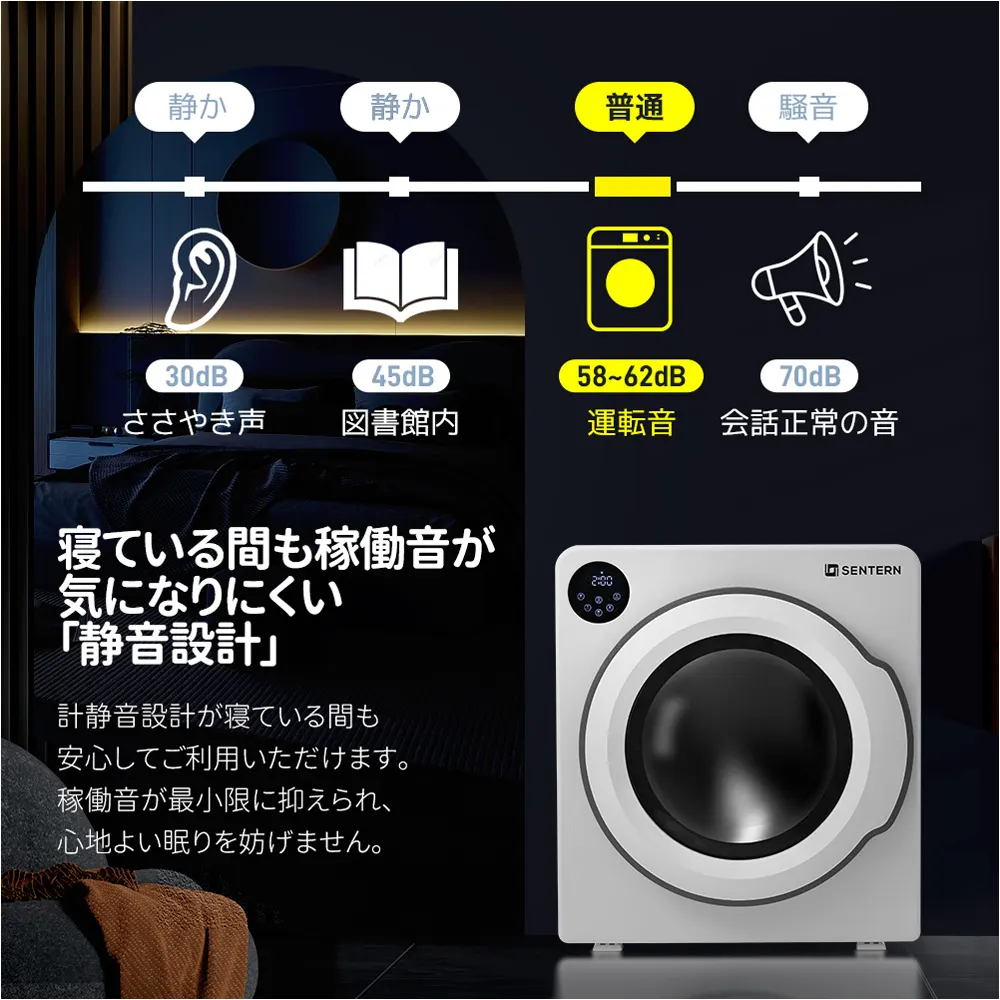 静か 静か 普通 騒音
30dB 45dB 58~62dB 70dB
ささやき声 図書館内 運転音 会話正常の音
寝ている間も稼働音が
気になりにくい
「静音設計」
SENTERN
2:00
計静音設計が寝ている間も
安心してご利用いただけます。
稼働音が最小限に抑えられ、
心地よい眠りを妨げません。